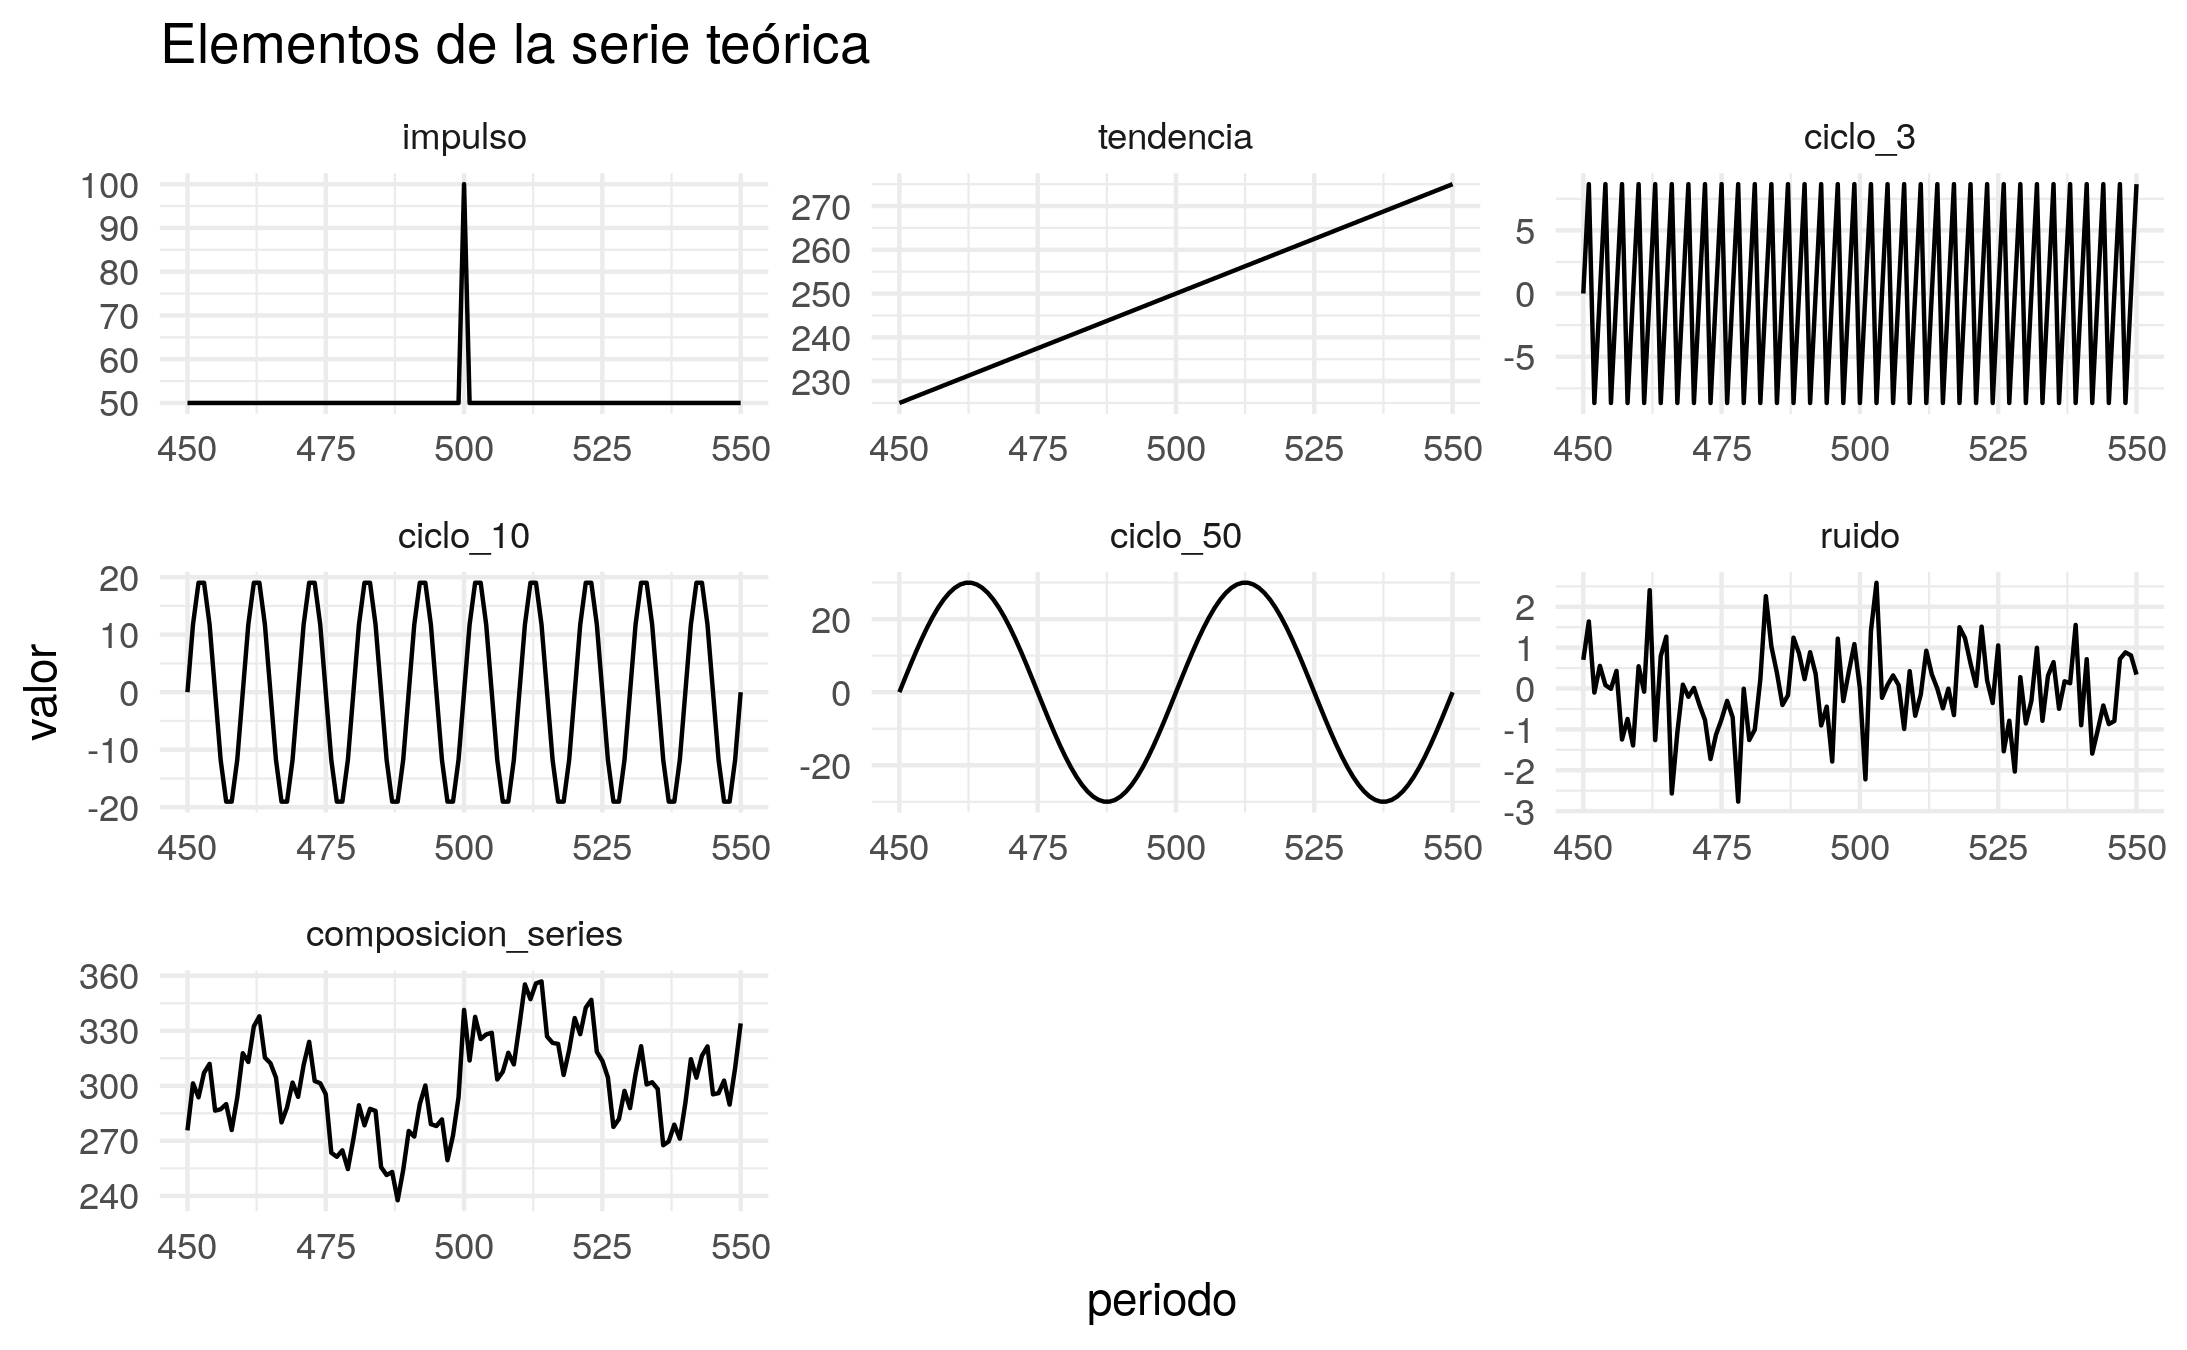 Elementos de la serie teórica
impulso
100
90
80
70
60
50
450 475 500 525 550
tendencia
270
260
250
240
230
450 475 500 525 550
ciclo_3
5
0
-5
450 475 500 525 550
valor
ciclo_10
20
10
0
-10
-20
450 475 500 525 550
ciclo_50
20
0
-20
450 475 500 525 550
ruido
2
1
0
-1
-2
-3
450 475 500 525 550
composicion_series
360
330
300
270
240
450 475 500 525 550
periodo